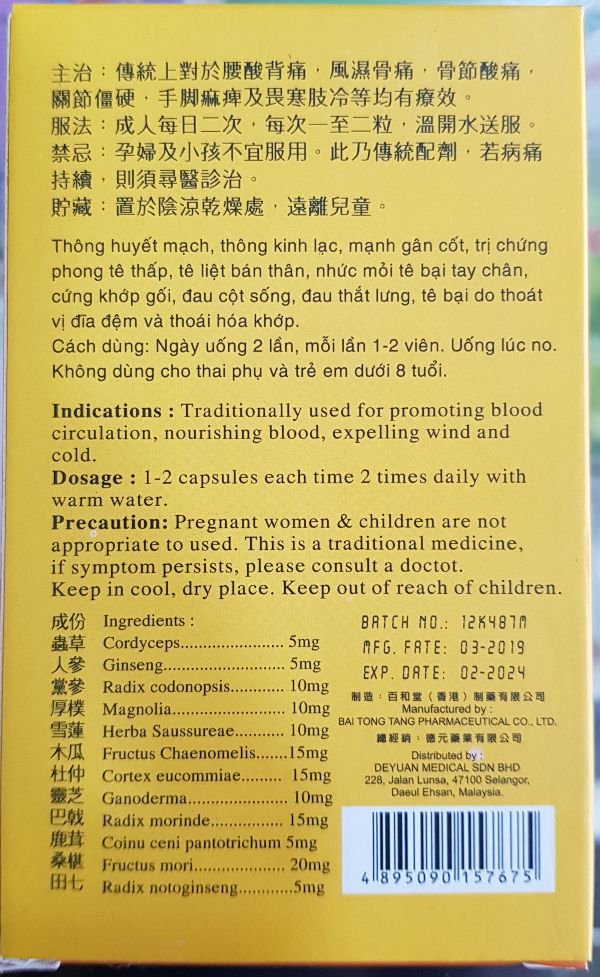 主治：傳統上對於腰酸背痛，風濕骨痛，骨節酸痛，
關節僵硬，手脚麻痺及畏寒肢冷等均有療效。
服法：成人每日二次，每次一至二粒，溫開水送服。
禁忌：孕婦及小孩不宜服用。此乃傳統配劑，若病痛
持續，則須尋醫診治。
貯藏：置於陰涼乾燥處，遠離兒童。
Thông huyết mạch, thông kinh lạc, mạnh gân cốt, trị chứng
phong tê thấp, tê liệt bán thân, nhức mỏi tê bại tay chân,
cứng khớp gối, đau cột sống, đau thắt lưng, tê bại do thoát
vị đĩa đệm và thoái hóa khớp.
Cách dùng: Ngày uống 2 lần, mỗi lần 1-2 viên. Uống lúc no.
Không dùng cho thai phụ và trẻ em dưới 8 tuổi.
Indications : Traditionally used for promoting blood
circulation, nourishing blood, expelling wind and
cold.
Dosage : 1-2 capsules each time 2 times daily with
warm water.
Precaution: Pregnant women & children are not
appropriate to used. This is a traditional medicine,
if symptom persists, please consult a doctot.
Keep in cool, dry place. Keep out of reach of children.
成份 Ingredients :
蟲草 Cordyceps....................... 5mg
人參 Ginseng........................... 5mg
黨參 Radix codonopsis............ 10mg
厚樸 Magnolia......................... 10mg
雪蓮 Herba Saussureae........... 10mg
木瓜 Fructus Chaenomelis......15mg
杜仲 Cortex eucommiae......... 15mg
靈芝 Ganoderma...................... 10mg
巴戟 Radix morinde................ 15mg
鹿茸 Coinu ceni pantotrichum 5mg
桑椹 Fructus mori.................... 20mg
田七 Radix notoginseng............5mg
BATCH NO.: 12K487M
MFG. FATE: 03-2019
EXP. DATE: 02-2024
制造：百和堂（香港）制藥有限公司
Manufactured by :
BAI TONG TANG PHARMACEUTICAL CO., LTD.
總經銷：德元藥業有限公司
Distributed by :
DEYUAN MEDICAL SDN BHD
228, Jalan Lunsa, 47100 Selangor,
Daeul Ehsan, Malaysia.
4 895090 157675